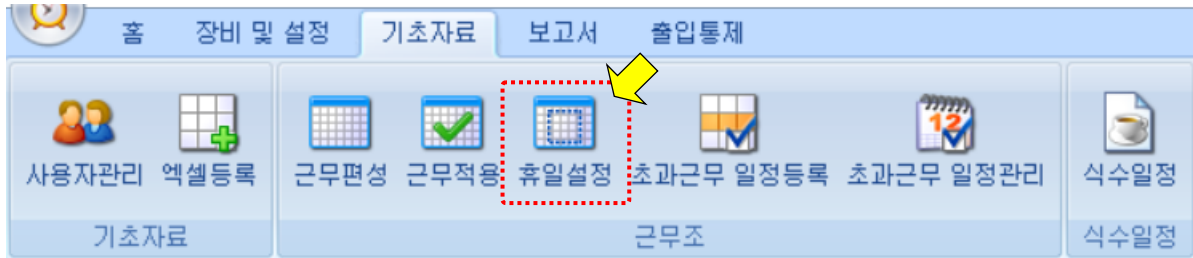 홈 장비 및 설정 기초자료 보고서 출입통제
12
사용자관리 엑셀등록 근무편성 근무적용 휴일설정 초과근무 일정등록 초과근무 일정관리 식수일정
기초자료 근무조 식수일정